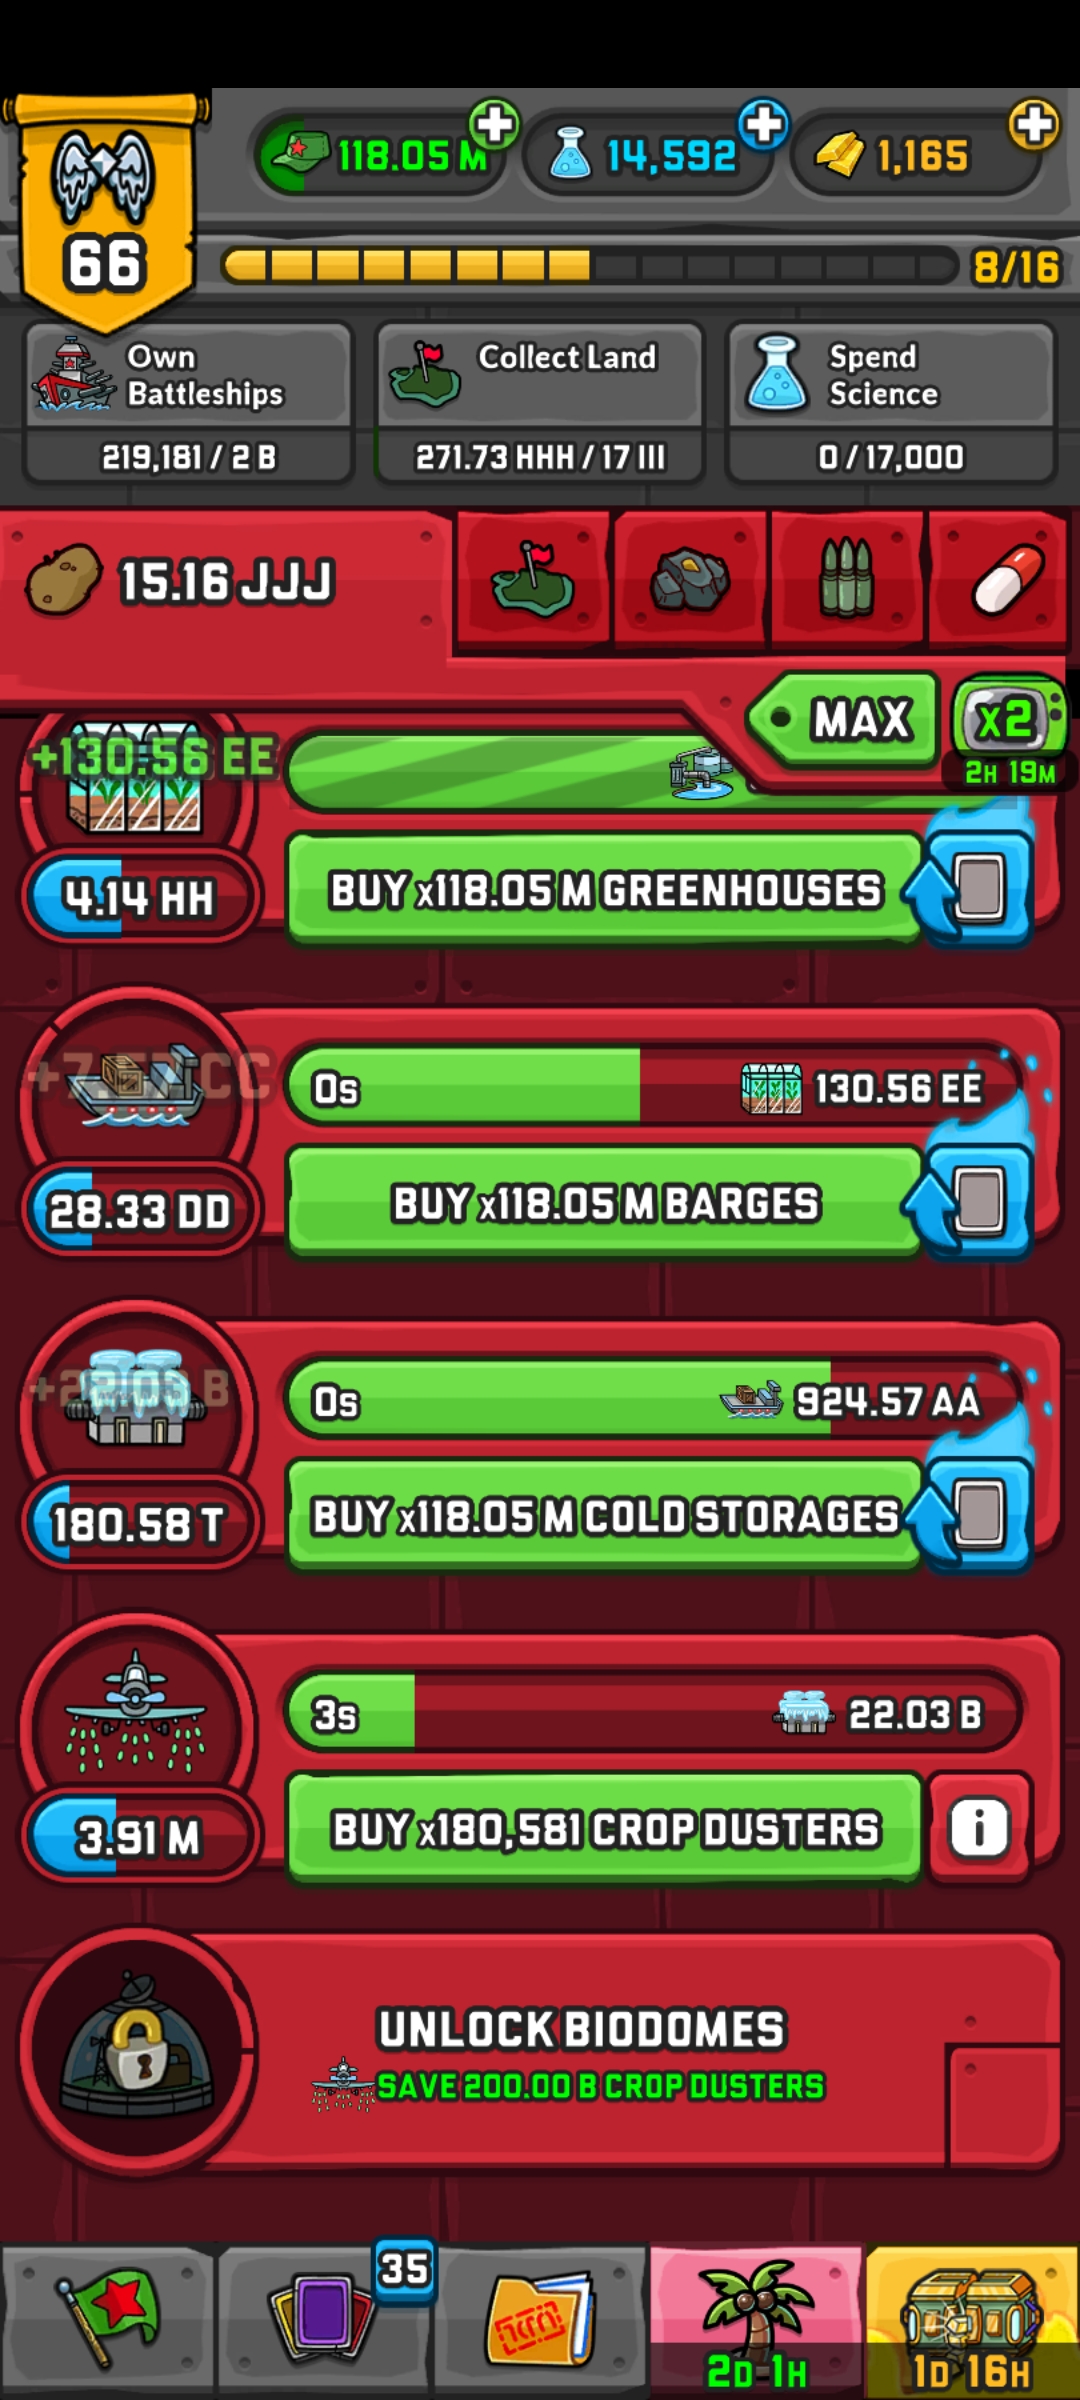 118.05 M
14,592
1,165
66
8/16
Own
Battleships
219,181 / 2 B
Collect Land
271.73 HHH / 17 III
Spend
Science
0 / 17,000
15.16 JJJ
MAX
x2
2H 19M
+130.56 EE
4.14 HH
BUY x118.05 M GREENHOUSES
0s
130.56 EE
28.33 DD
BUY x118.05 M BARGES
0s
924.57 AA
180.58 T
BUY x118.05 M COLD STORAGES
3s
22.03 B
3.91 M
BUY x180,581 CROP DUSTERS
i
UNLOCK BIODOMES
SAVE 200.00 B CROP DUSTERS
35
2D 1H
1D 16H